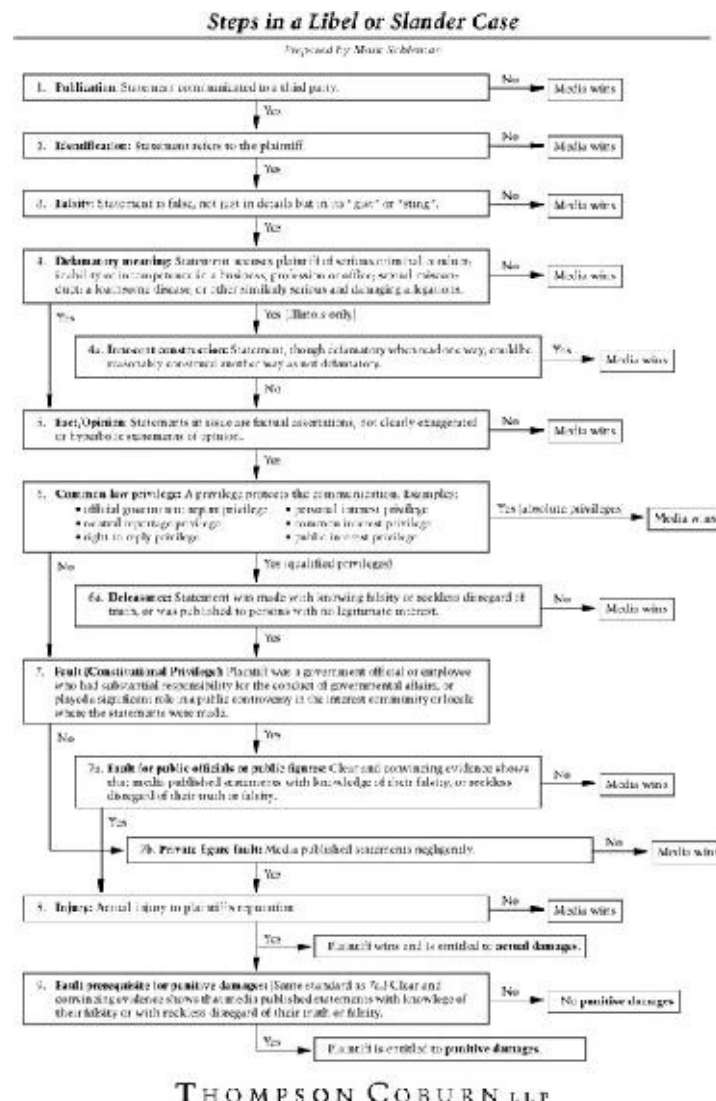 Steps in a Libel or Slander Case
Prepared by Mark Sableman
1. Publication: Statement communicated to a third party.
No
Media wins
Yes
2. Identification: Statement refers to the plaintiff.
No
Media wins
Yes
3. Falsity: Statement is false, not just in details but in its "gist" or "sting".
No
Media wins
Yes
4. Defamatory meaning: Statement accuses plaintiff of serious criminal conduct;
inability or incompetence in a business, profession or office; sexual miscon-
duct; a loathsome disease, or other similarly serious and damaging allegations.
No
Media wins
Yes
Yes (Illinois only)
4a. Innocent construction: Statement, though defamatory when read one way, could be
reasonably construed another way as not defamatory.
Yes
Media wins
No
5. Fact/Opinion: Statements in issue are factual assertions, not clearly exaggerated
or hyperbolic statements of opinion.
No
Media wins
Yes
6. Common law privilege: A privilege protects the communication. Examples:
• official government report privilege • personal interest privilege
• neutral reportage privilege • common interest privilege
• right to reply privilege • public interest privilege
Yes (absolute privileges
Media wins
No
Yes (qualified privileges)
6a. Defeasance: Statement was made with knowing falsity or reckless disregard of
truth, or was published to persons with no legitimate interest.
No
Media wins
Yes
7. Fault (Constitutional Privilege): Plaintiff was a government official or employee
who had substantial responsibility for the conduct of governmental affairs, or
played a significant role in a public controversy in the interest community or locale
where the statements were made.
No
Yes
7a. Fault for public officials or public figures: Clear and convincing evidence shows
that media published statements with knowledge of their falsity, or reckless
disregard of their truth or falsity.
No
Media wins
Yes
7b. Private figure fault: Media published statements negligently.
No
Media wins
Yes
8. Injury: Actual injury to plaintiff's reputation
No
Media wins
Yes
Plaintiff wins and is entitled to actual damages.
9. Fault prerequisite for punitive damages: (Same standard as 7a.) Clear and
convincing evidence shows that media published statements with knowlege of
their falsity or with reckless disregard of their truth or falsity.
No
No punitive damages
Yes
Plaintiff is entitled to punitive damages.
THOMPSON COBURN LLP